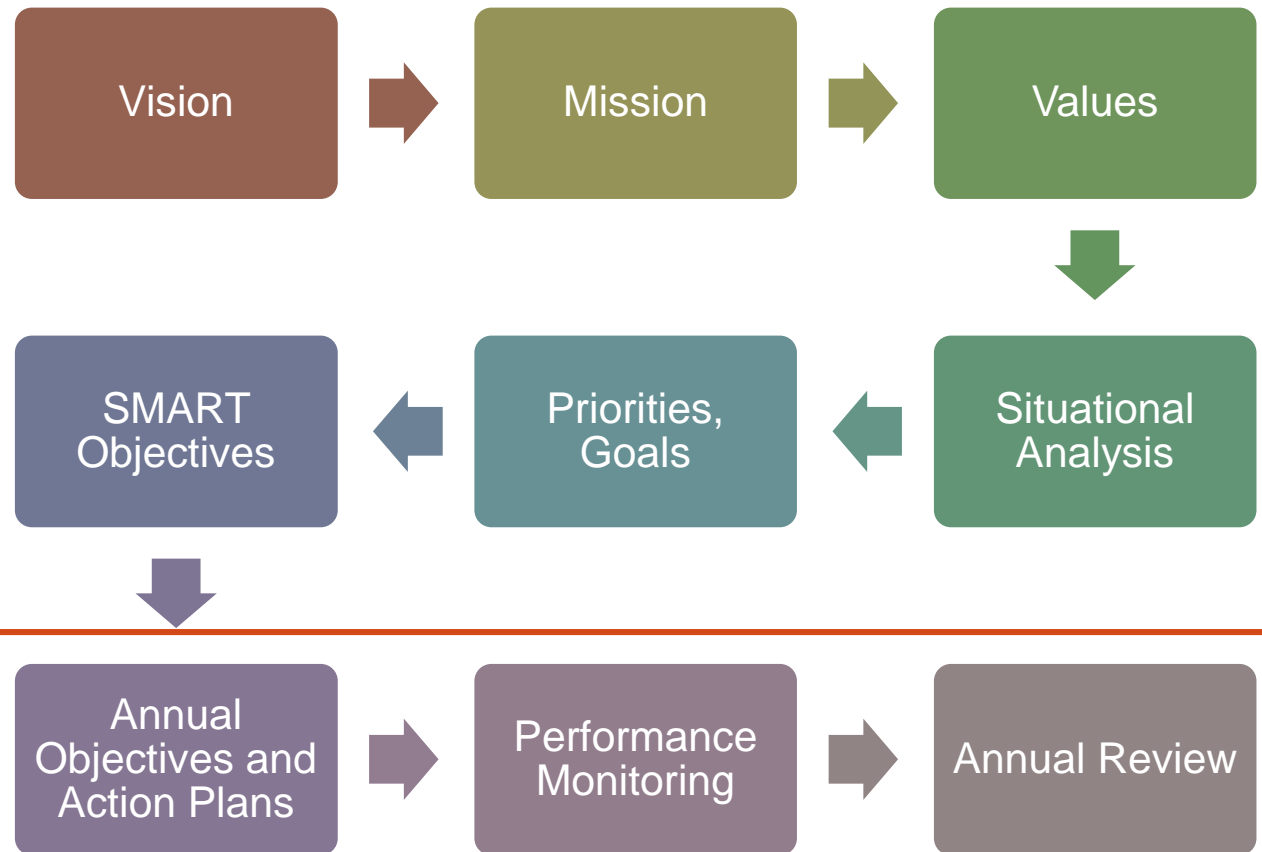 Vision
Mission
Values
Situational
Analysis
Priorities,
Goals
SMART
Objectives
Annual
Objectives and
Action Plans
Performance
Monitoring
Annual Review